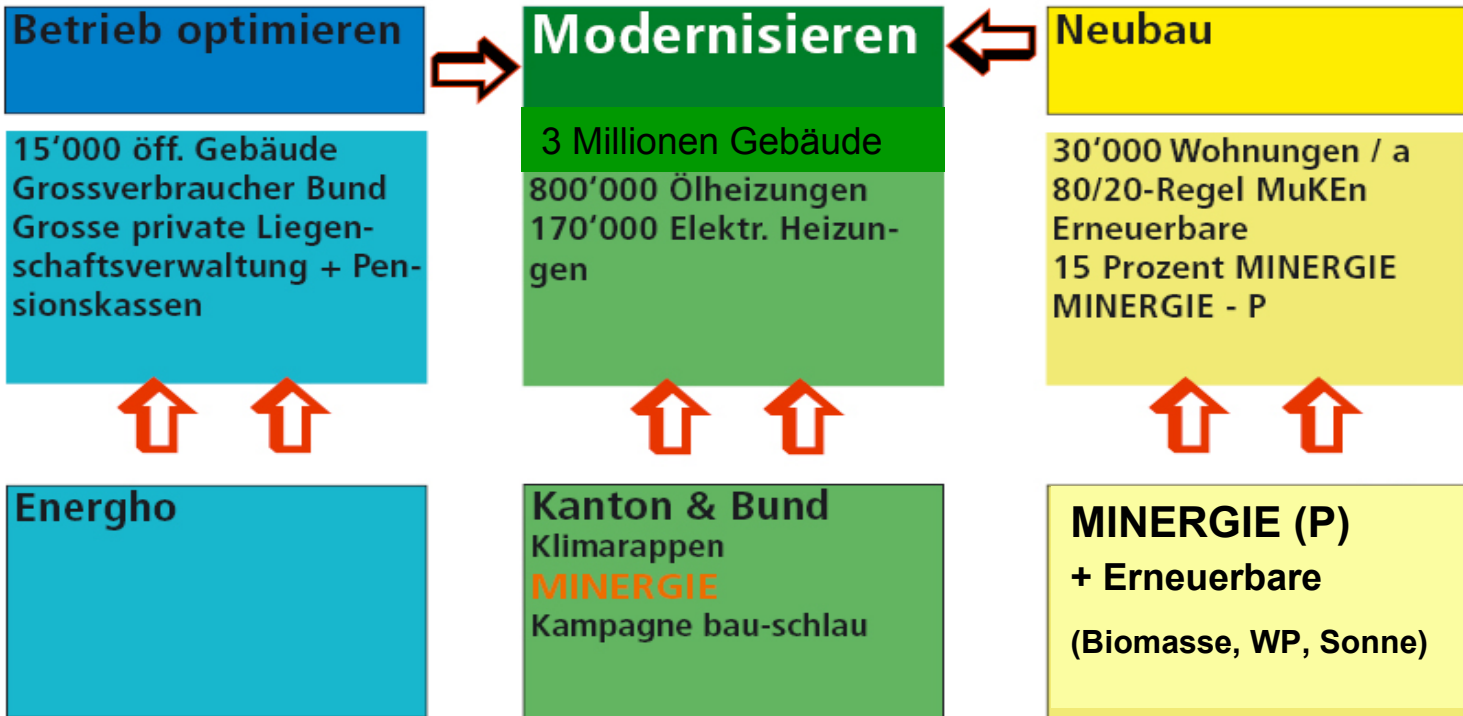 Betrieb optimieren
15’000 öff. Gebäude
Grossverbraucher Bund
Grosse private Liegen-
schaftsverwaltung + Pen-
sionskassen
Energho
Modernisieren
3 Millionen Gebäude
800’000 Ölheizungen
170’000 Elektr. Heizun-
gen
Kanton & Bund
Klimarappen
MINERGIE
Kampagne bau-schlau
Neubau
30’000 Wohnungen / a
80/20-Regel MuKEn
Erneuerbare
15 Prozent MINERGIE
MINERGIE - P
MINERGIE (P)
+ Erneuerbare
(Biomasse, WP, Sonne)